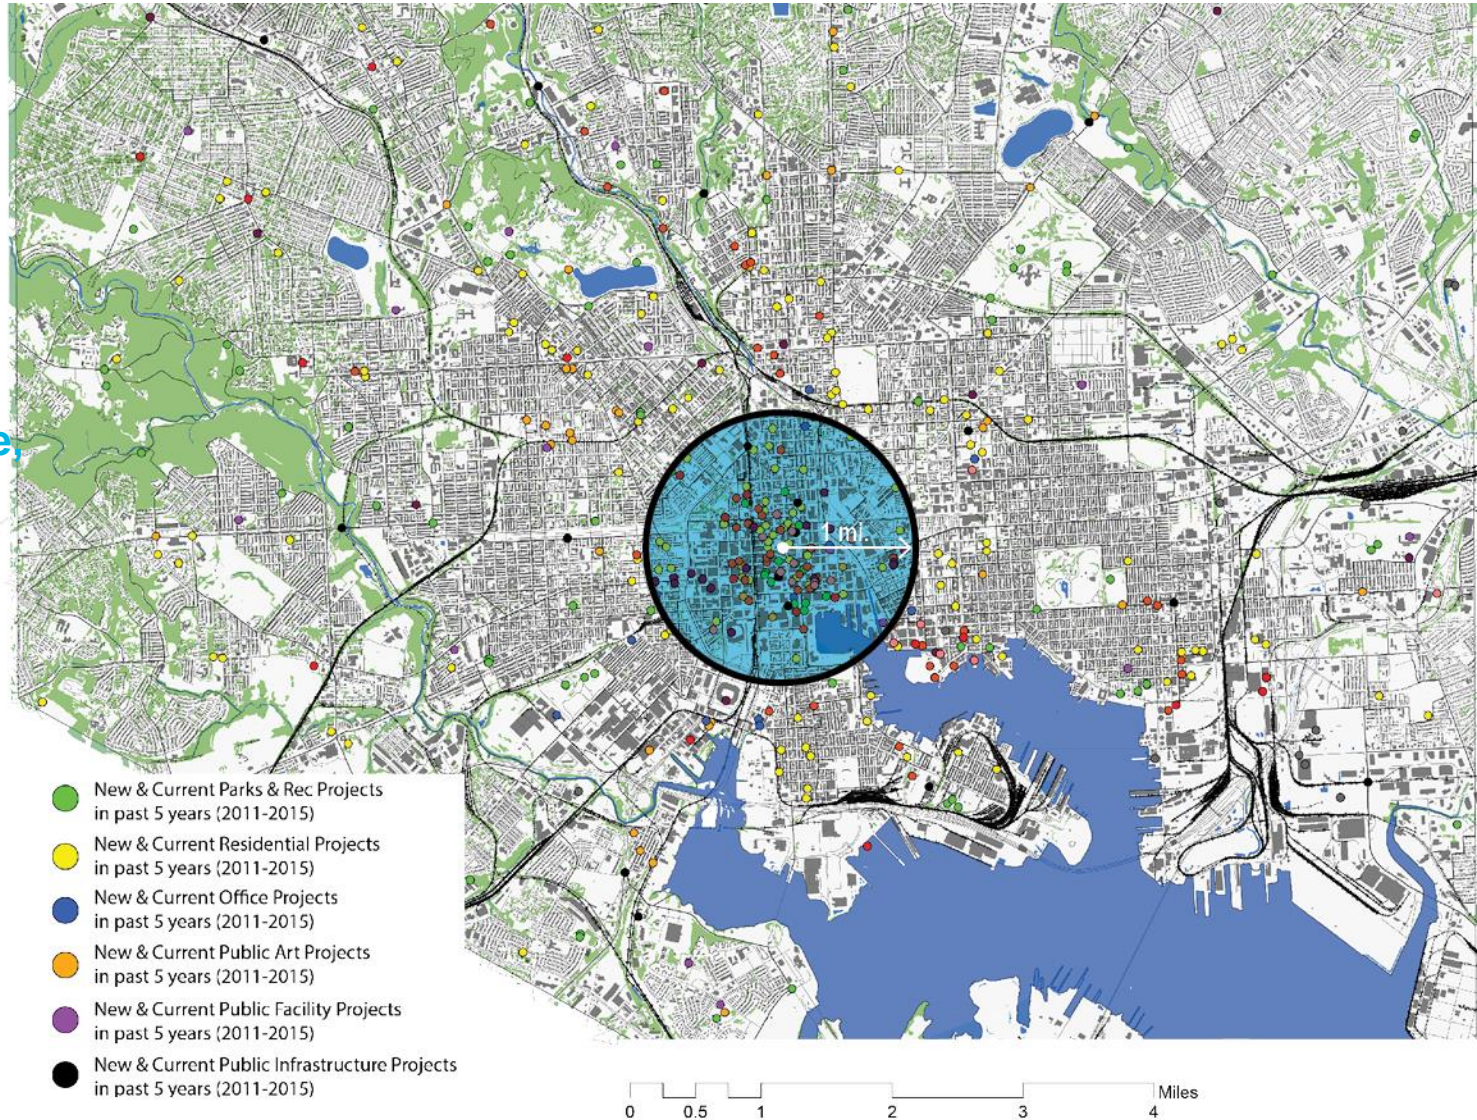 e,
1 mi.
New & Current Parks & Rec Projects
in past 5 years (2011-2015)
New & Current Residential Projects
in past 5 years (2011-2015)
New & Current Office Projects
in past 5 years (2011-2015)
New & Current Public Art Projects
in past 5 years (2011-2015)
New & Current Public Facility Projects
in past 5 years (2011-2015)
New & Current Public Infrastructure Projects
in past 5 years (2011-2015)
Miles
0 0.5 1 2 3 4